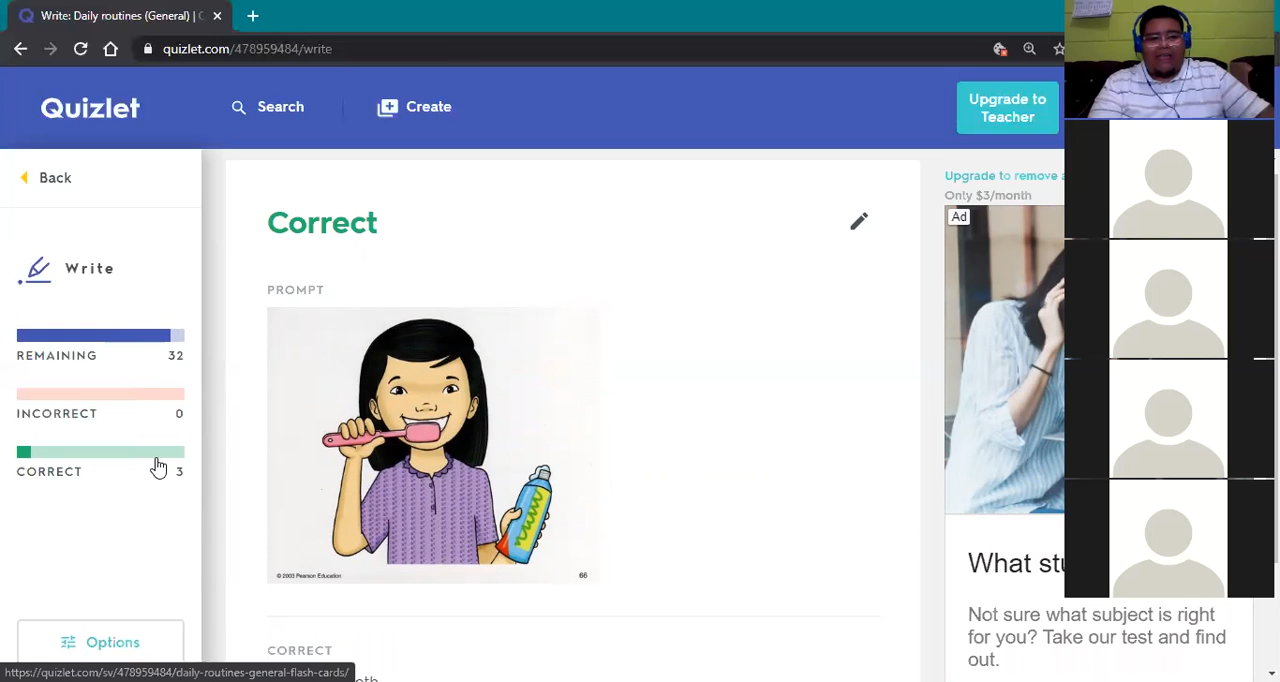 Write: Daily routines (General) |
quizlet.com/478959484/write
Quizlet
Search
Create
Upgrade to
Teacher
Back
Write
REMAINING 32
INCORRECT 0
CORRECT 3
Options
https://quizlet.com/sv/478959484/daily-routines-general-flash-cards/
Correct
PROMPT
© 2003 Pearson Education 66
CORRECT
Upgrade to remove
Only $3/month
Ad
What
Not sure what subject is right
for you? Take our test and find
out.